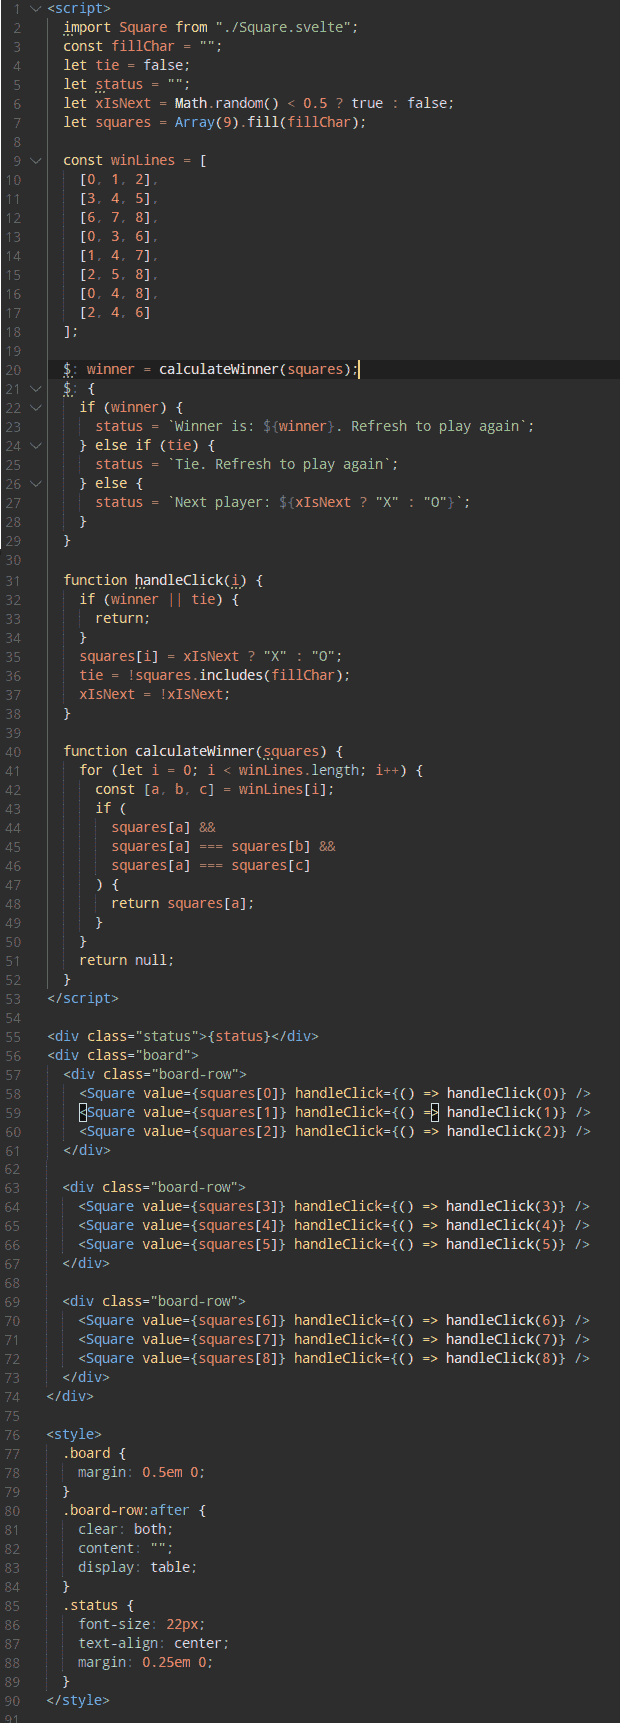 1 <script>
2 import Square from "./Square.svelte";
3 const fillChar = "";
4 let tie = false;
5 let status = "";
6 let xIsNext = Math.random() < 0.5 ? true : false;
7 let squares = Array(9).fill(fillChar);
8
9 const winLines = [
10 [0, 1, 2],
11 [3, 4, 5],
12 [6, 7, 8],
13 [0, 3, 6],
14 [1, 4, 7],
15 [2, 5, 8],
16 [0, 4, 8],
17 [2, 4, 6]
18 ];
19
20 $: winner = calculateWinner(squares);
21 $: {
22 if (winner) {
23 status = `Winner is: ${winner}. Refresh to play again`;
24 } else if (tie) {
25 status = `Tie. Refresh to play again`;
26 } else {
27 status = `Next player: ${xIsNext ? "X" : "O"}`;
28 }
29 }
30
31 function handleClick(i) {
32 if (winner || tie) {
33 return;
34 }
35 squares[i] = xIsNext ? "X" : "O";
36 tie = !squares.includes(fillChar);
37 xIsNext = !xIsNext;
38 }
39
40 function calculateWinner(squares) {
41 for (let i = 0; i < winLines.length; i++) {
42 const [a, b, c] = winLines[i];
43 if (
44 squares[a] &&
45 squares[a] === squares[b] &&
46 squares[a] === squares[c]
47 ) {
48 return squares[a];
49 }
50 }
51 return null;
52 }
53 </script>
54
55 <div class="status">{status}</div>
56 <div class="board">
57 <div class="board-row">
58 <Square value={squares[0]} handleClick={() => handleClick(0)} />
59 <Square value={squares[1]} handleClick={() => handleClick(1)} />
60 <Square value={squares[2]} handleClick={() => handleClick(2)} />
61 </div>
62
63 <div class="board-row">
64 <Square value={squares[3]} handleClick={() => handleClick(3)} />
65 <Square value={squares[4]} handleClick={() => handleClick(4)} />
66 <Square value={squares[5]} handleClick={() => handleClick(5)} />
67 </div>
68
69 <div class="board-row">
70 <Square value={squares[6]} handleClick={() => handleClick(6)} />
71 <Square value={squares[7]} handleClick={() => handleClick(7)} />
72 <Square value={squares[8]} handleClick={() => handleClick(8)} />
73 </div>
74 </div>
75
76 <style>
77 .board {
78 margin: 0.5em 0;
79 }
80 .board-row:after {
81 clear: both;
82 content: "";
83 display: table;
84 }
85 .status {
86 font-size: 22px;
87 text-align: center;
88 margin: 0.25em 0;
89 }
90 </style>
91